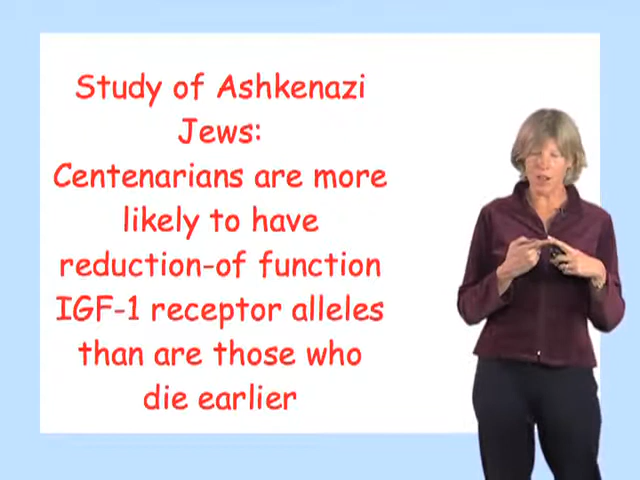 Study of Ashkenazi
Jews:
Centenarians are more
likely to have
reduction-of function
IGF-1 receptor alleles
than are those who
die earlier